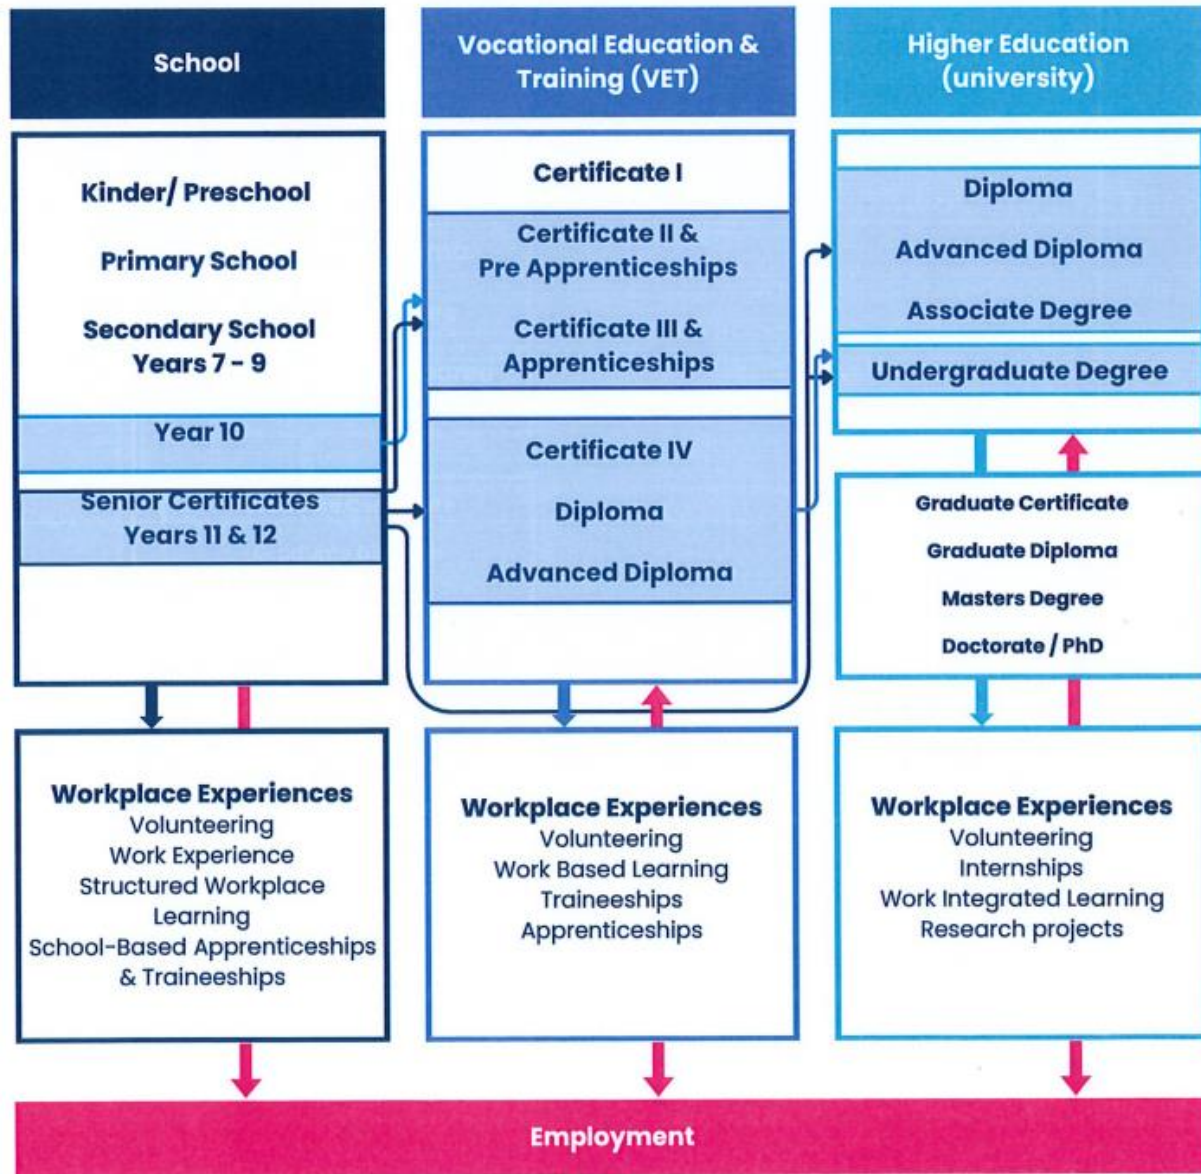 School
Vocational Education &
Training (VET)
Higher Education
(university)
Kinder/ Preschool
Primary School
Secondary School
Years 7 - 9
Year 10
Senior Certificates
Years 11 & 12
Certificate I
Certificate II &
Pre Apprenticeships
Certificate III &
Apprenticeships
Certificate IV
Diploma
Advanced Diploma
Diploma
Advanced Diploma
Associate Degree
Undergraduate Degree
Graduate Certificate
Graduate Diploma
Masters Degree
Doctorate / PhD
Workplace Experiences
Volunteering
Work Experience
Structured Workplace
Learning
School-Based Apprenticeships
& Traineeships
Workplace Experiences
Volunteering
Work Based Learning
Traineeships
Apprenticeships
Workplace Experiences
Volunteering
Internships
Work Integrated Learning
Research projects
Employment